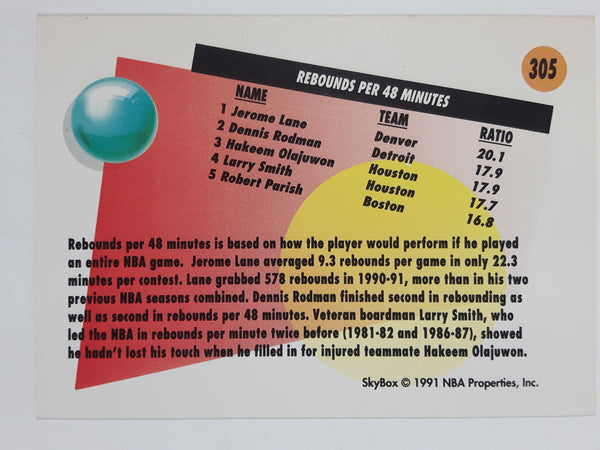 305
REBOUNDS PER 48 MINUTES
NAME TEAM RATIO
1 Jerome Lane Denver 20.1
2 Dennis Rodman Detroit 17.9
3 Hakeem Olajuwon Houston 17.9
4 Larry Smith Houston 17.7
5 Robert Parish Boston 16.8
Rebounds per 48 minutes is based on how the player would perform if he played
an entire NBA game. Jerome Lane averaged 9.3 rebounds per game in only 22.3
minutes per contest. Lane grabbed 578 rebounds in 1990-91, more than in his two
previous NBA seasons combined. Dennis Rodman finished second in rebounding as
well as second in rebounds per 48 minutes. Veteran boardman Larry Smith, who
led the NBA in rebounds per minute twice before (1981-82 and 1986-87), showed
he hadn't lost his touch when he filled in for injured teammate Hakeem Olajuwon.
SkyBox © 1991 NBA Properties, Inc.